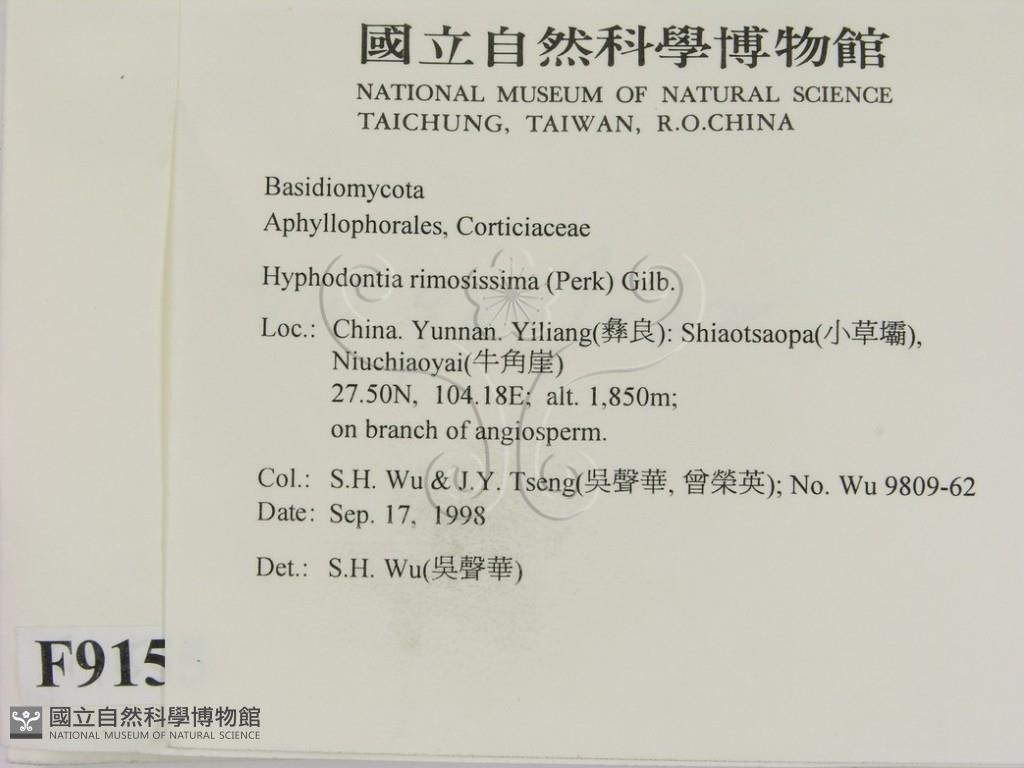 國立自然科學博物館
NATIONAL MUSEUM OF NATURAL SCIENCE
TAICHUNG, TAIWAN, R.O.CHINA
Basidiomycota
Aphyllophorales, Corticiaceae
Hyphodontia rimosissima (Perk) Gilb.
Loc.: China. Yunnan. Yiliang(彝良): Shiaotsaopa(小草壩),
Niuchiaoyai(牛角崖)
27.50N, 104.18E; alt. 1,850m;
on branch of angiosperm.
Col.: S.H. Wu & J.Y. Tseng(吳聲華, 曾榮英); No. Wu 9809-62
Date: Sep. 17, 1998
Det.: S.H. Wu(吳聲華)
F915
國立自然科學博物館
NATIONAL MUSEUM OF NATURAL SCIENCE